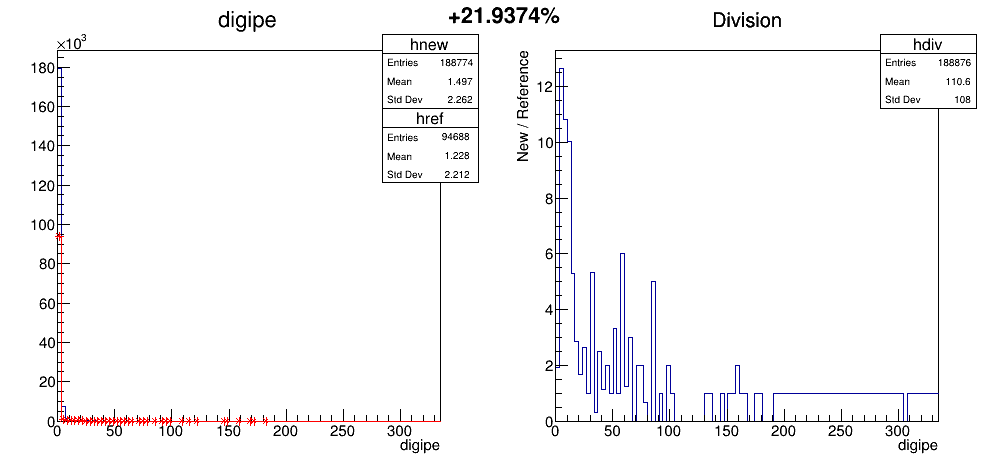 +21.9374%
digipe
×10³
hnew
Entries 188774
Mean 1.497
Std Dev 2.262
href
Entries 94688
Mean 1.228
Std Dev 2.212
180
160
140
120
100
80
60
40
20
0
0 50 100 150 200 250 300
digipe
Division
New / Reference
hdiv
Entries 188876
Mean 110.6
Std Dev 108
12
10
8
6
4
2
0
0 50 100 150 200 250 300
digipe